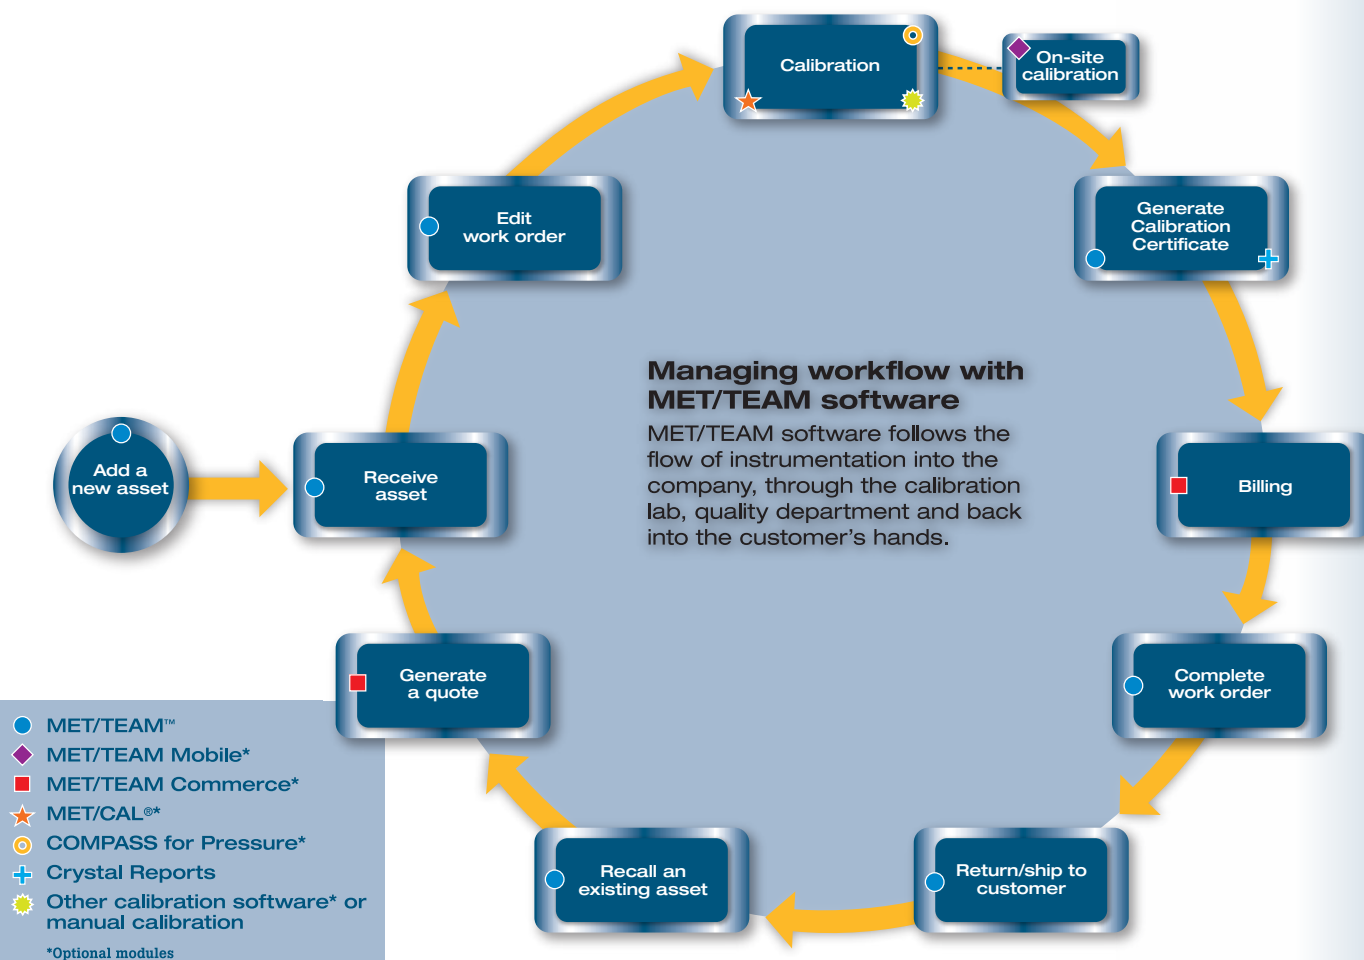 Calibration
On-site
calibration
Edit
work order
Generate
Calibration
Certificate
Managing workflow with
MET/TEAM software
MET/TEAM software follows the
flow of instrumentation into the
company, through the calibration
lab, quality department and back
into the customer's hands.
Add a
new asset
Receive
asset
Billing
Generate
a quote
Complete
work order
Recall an
existing asset
Return/ship to
customer
MET/TEAM™
MET/TEAM Mobile*
MET/TEAM Commerce*
MET/CAL®*
COMPASS for Pressure*
Crystal Reports
Other calibration software* or
manual calibration
*Optional modules